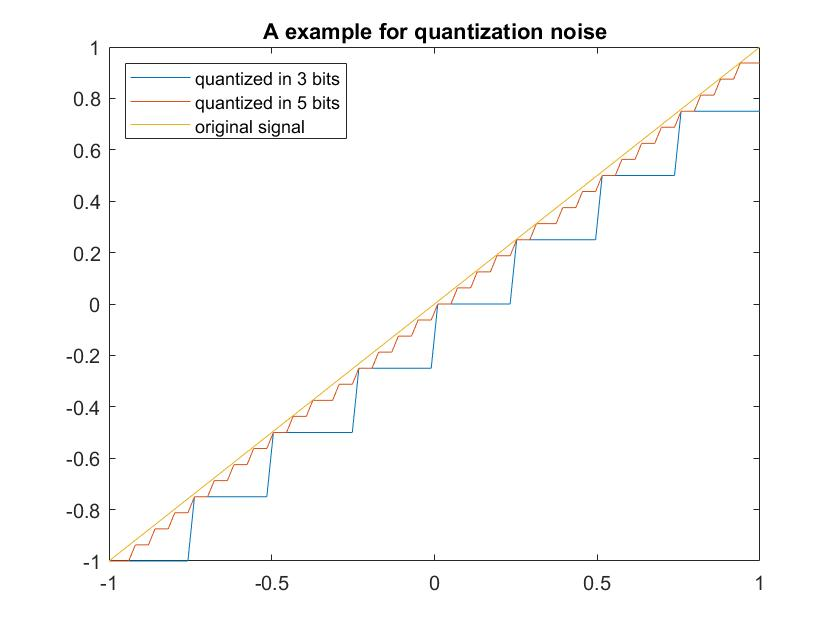 A example for quantization noise
quantized in 3 bits
quantized in 5 bits
original signal
1
0.8
0.6
0.4
0.2
0
-0.2
-0.4
-0.6
-0.8
-1
-1 -0.5 0 0.5 1